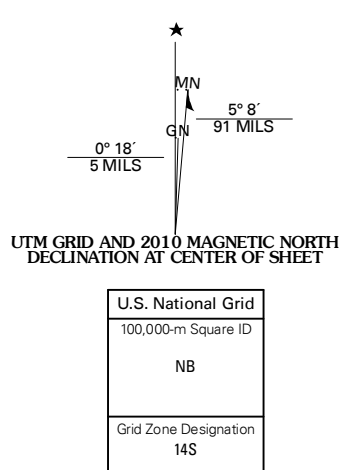 MN
GN
5° 8´
91 MILS
0° 18´
5 MILS
UTM GRID AND 2010 MAGNETIC NORTH
DECLINATION AT CENTER OF SHEET
U.S. National Grid
100,000-m Square ID
NB
Grid Zone Designation
14S